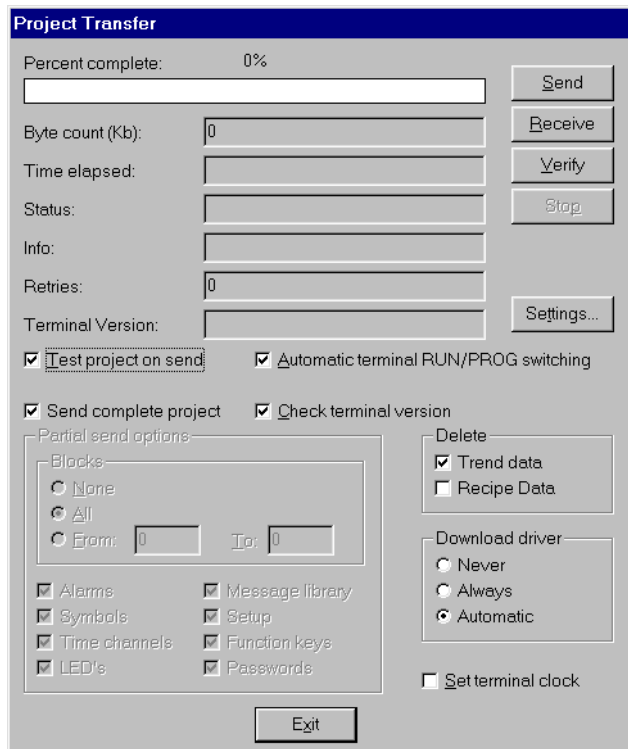 Project Transfer
Percent complete: 0%
Send
Byte count (Kb): 0
Receive
Time elapsed:
Verify
Status:
Stop
Info:
Retries: 0
Terminal Version:
Settings...
Test project on send Automatic terminal RUN/PROG switching
Send complete project Check terminal version
Partial send options
Delete
Blocks
Trend data
None
Recipe Data
All
From: 0 To: 0
Download driver
Never
Alarms Message library
Always
Symbols Setup
Automatic
Time channels Function keys
LED's Passwords
Set terminal clock
Exit